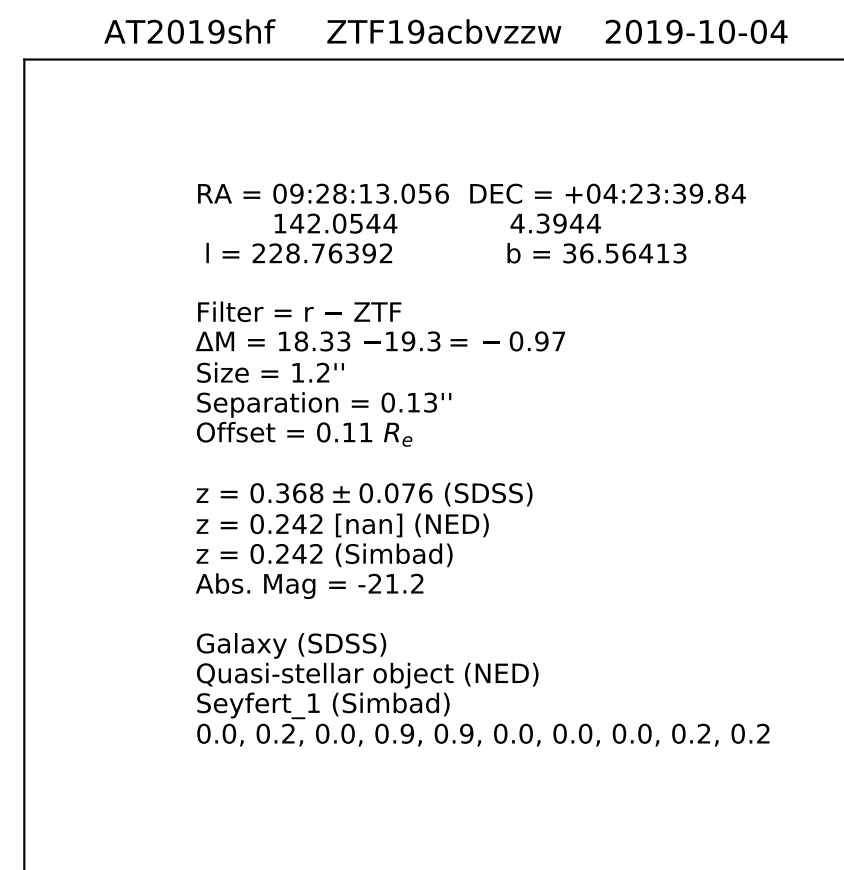 AT2019shf ZTF19acbvzzw 2019-10-04
RA = 09:28:13.056 DEC = +04:23:39.84
142.0544 4.3944
l = 228.76392 b = 36.56413
Filter = r − ZTF
ΔM = 18.33 −19.3 = − 0.97
Size = 1.2''
Separation = 0.13''
Offset = 0.11 Re
z = 0.368 ± 0.076 (SDSS)
z = 0.242 [nan] (NED)
z = 0.242 (Simbad)
Abs. Mag = -21.2
Galaxy (SDSS)
Quasi-stellar object (NED)
Seyfert_1 (Simbad)
0.0, 0.2, 0.0, 0.9, 0.9, 0.0, 0.0, 0.0, 0.2, 0.2